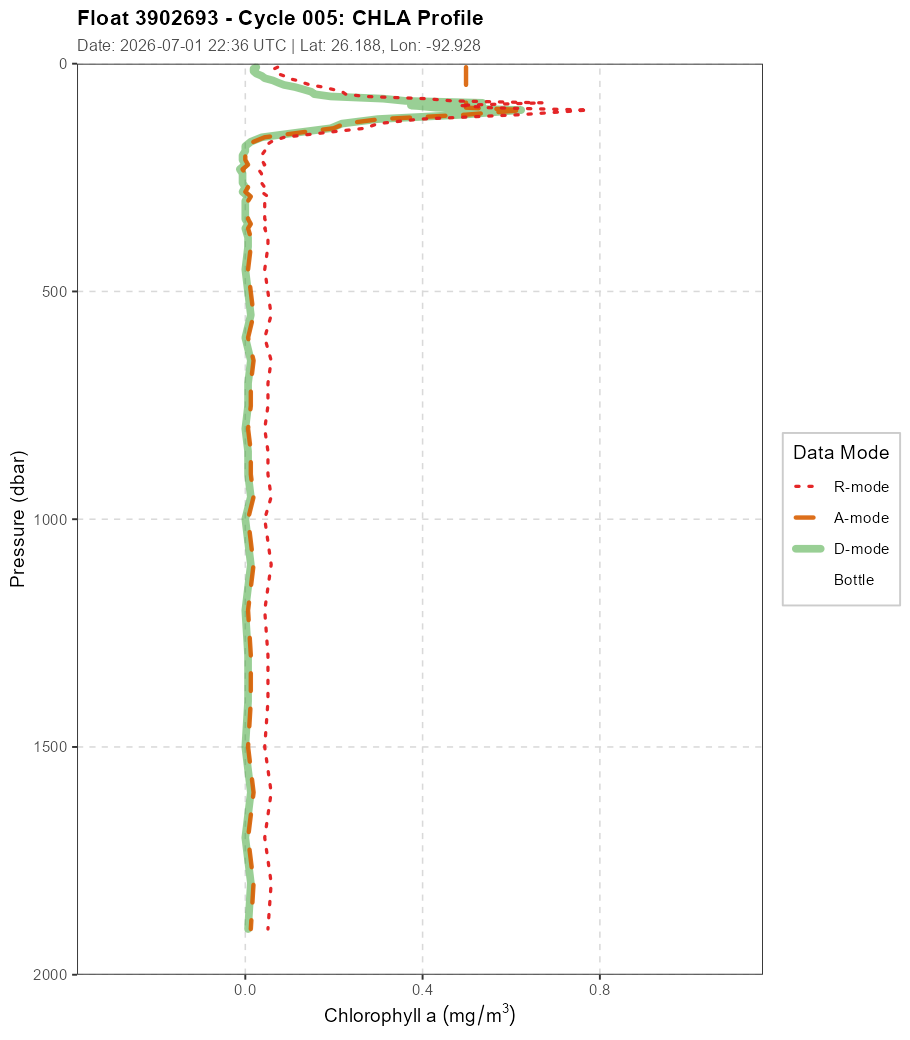 Float 3902693 - Cycle 005: CHLA Profile
Date: 2026-07-01 22:36 UTC | Lat: 26.188, Lon: -92.928
0
500
1000
1500
2000
Pressure (dbar)
0.0
0.4
0.8
Chlorophyll a (mg/m³)
Data Mode
R-mode
A-mode
D-mode
Bottle